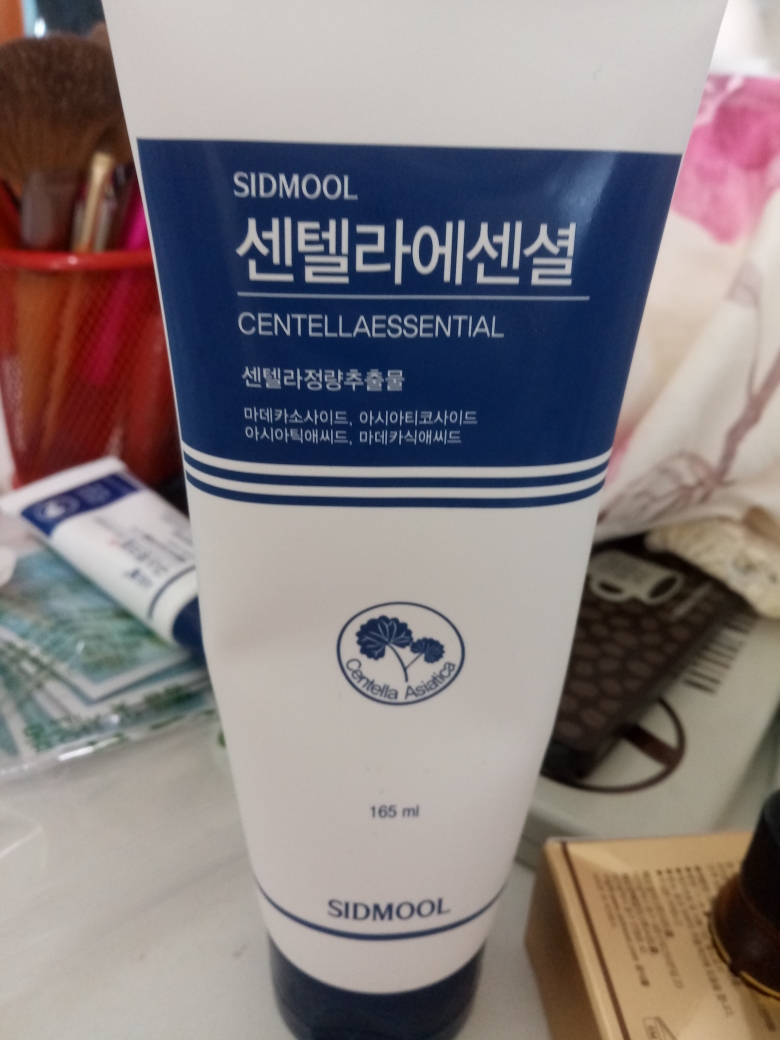 SIDMOOL
센텔라에센셜
CENTELLAESSENTIAL
센텔라정량추출물
마데카소사이드, 아시아티코사이드
아시아틱애씨드, 마데카식애씨드
Centella Asiatica
165 ml
SIDMOOL